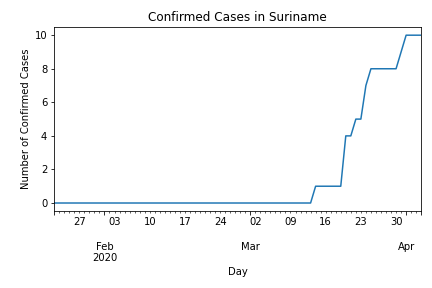 Confirmed Cases in Suriname
Number of Confirmed Cases
10
8
6
4
2
0
27 03 10 17 24 02 09 16 23 30
Feb Mar Apr
2020
Day